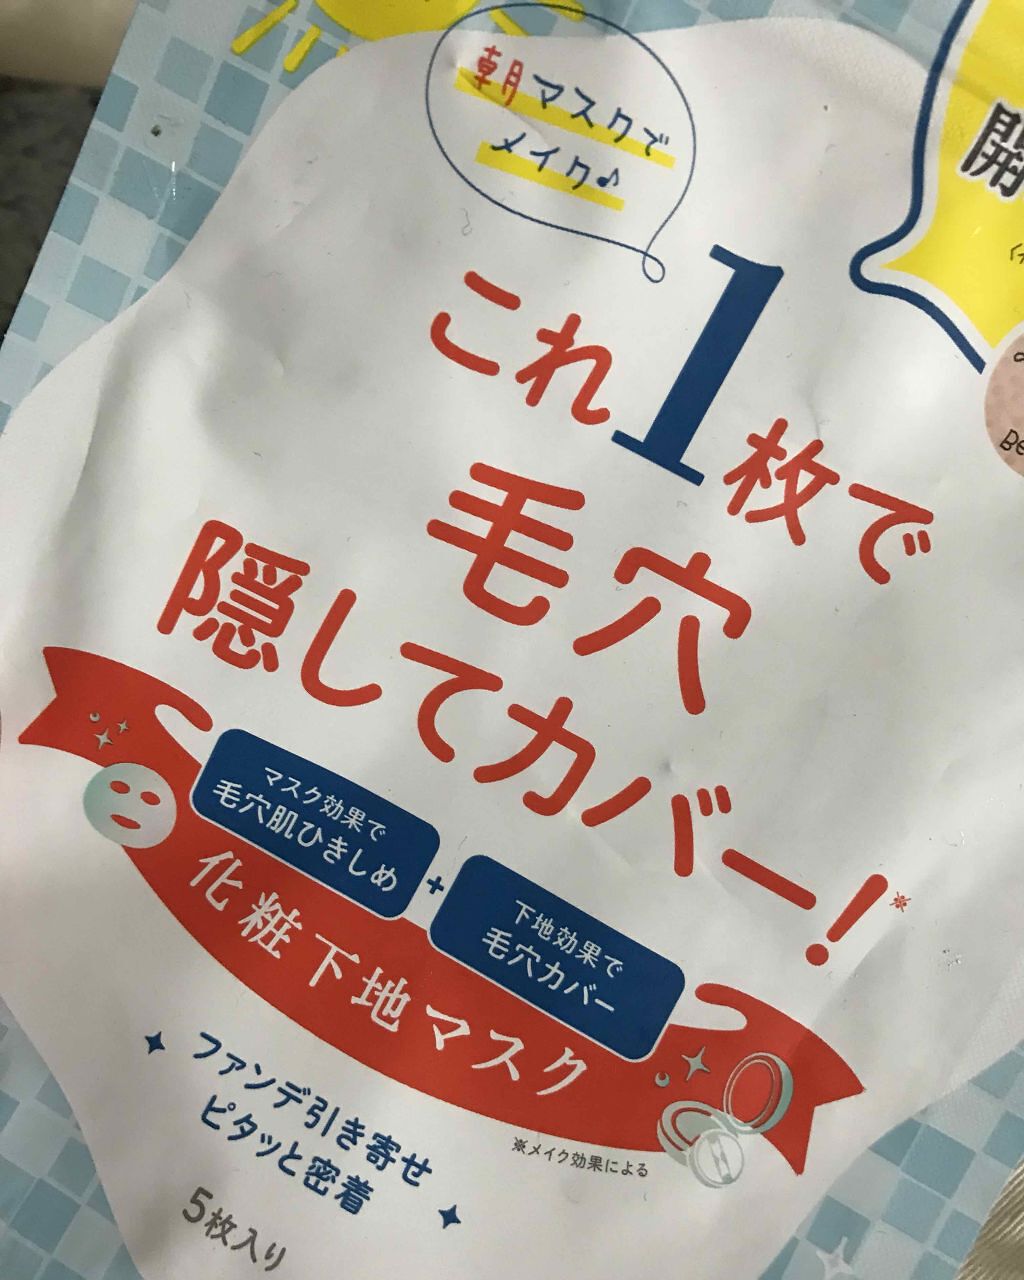 朝マスクで
メイク♪
開
これ1枚で
毛穴
隠してカバー!※
マスク効果で
毛穴肌ひきしめ
+
下地効果で
毛穴カバー
化粧下地マスク
※メイク効果による
ファンデ引き寄せ
ピタッと密着
5枚入り